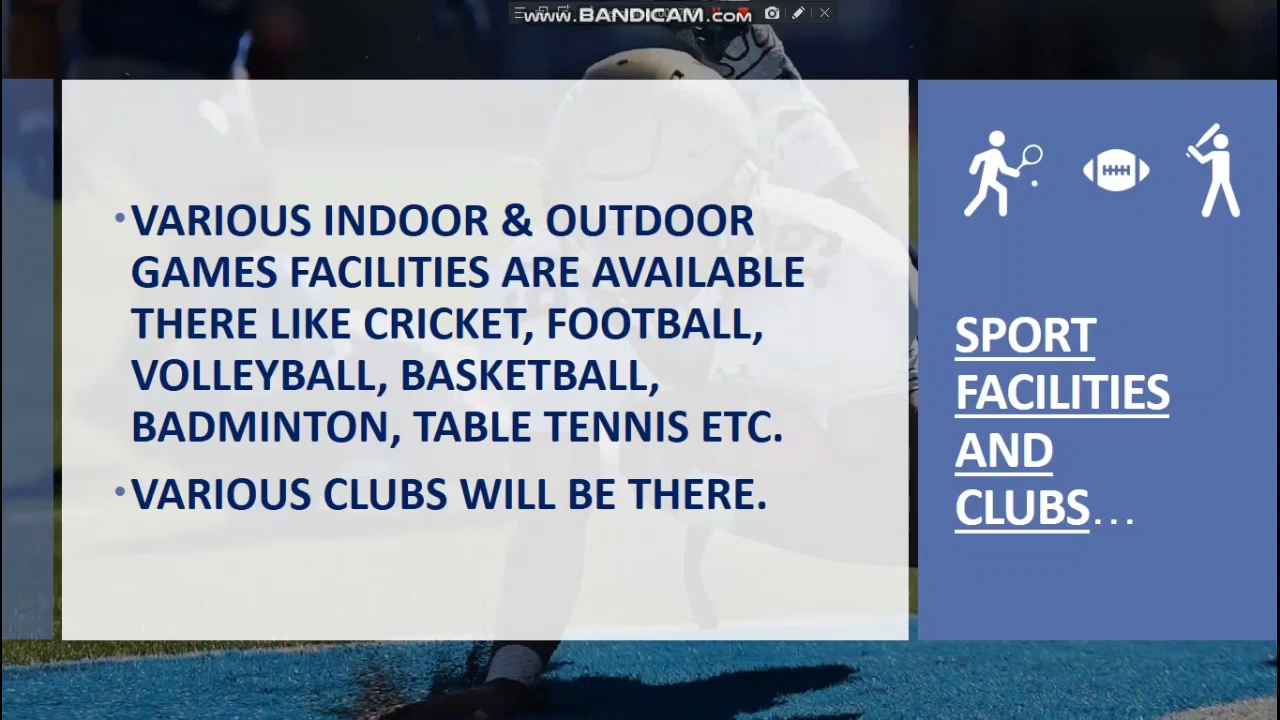 www.BANDICAM.com
•VARIOUS INDOOR & OUTDOOR
GAMES FACILITIES ARE AVAILABLE
THERE LIKE CRICKET, FOOTBALL,
VOLLEYBALL, BASKETBALL,
BADMINTON, TABLE TENNIS ETC.
•VARIOUS CLUBS WILL BE THERE.
SPORT
FACILITIES
AND
CLUBS...